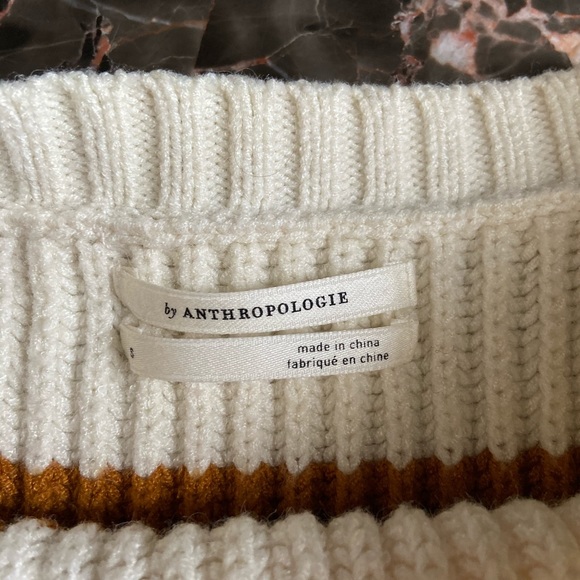 by ANTHROPOLOGIE
made in china
fabriqué en chine